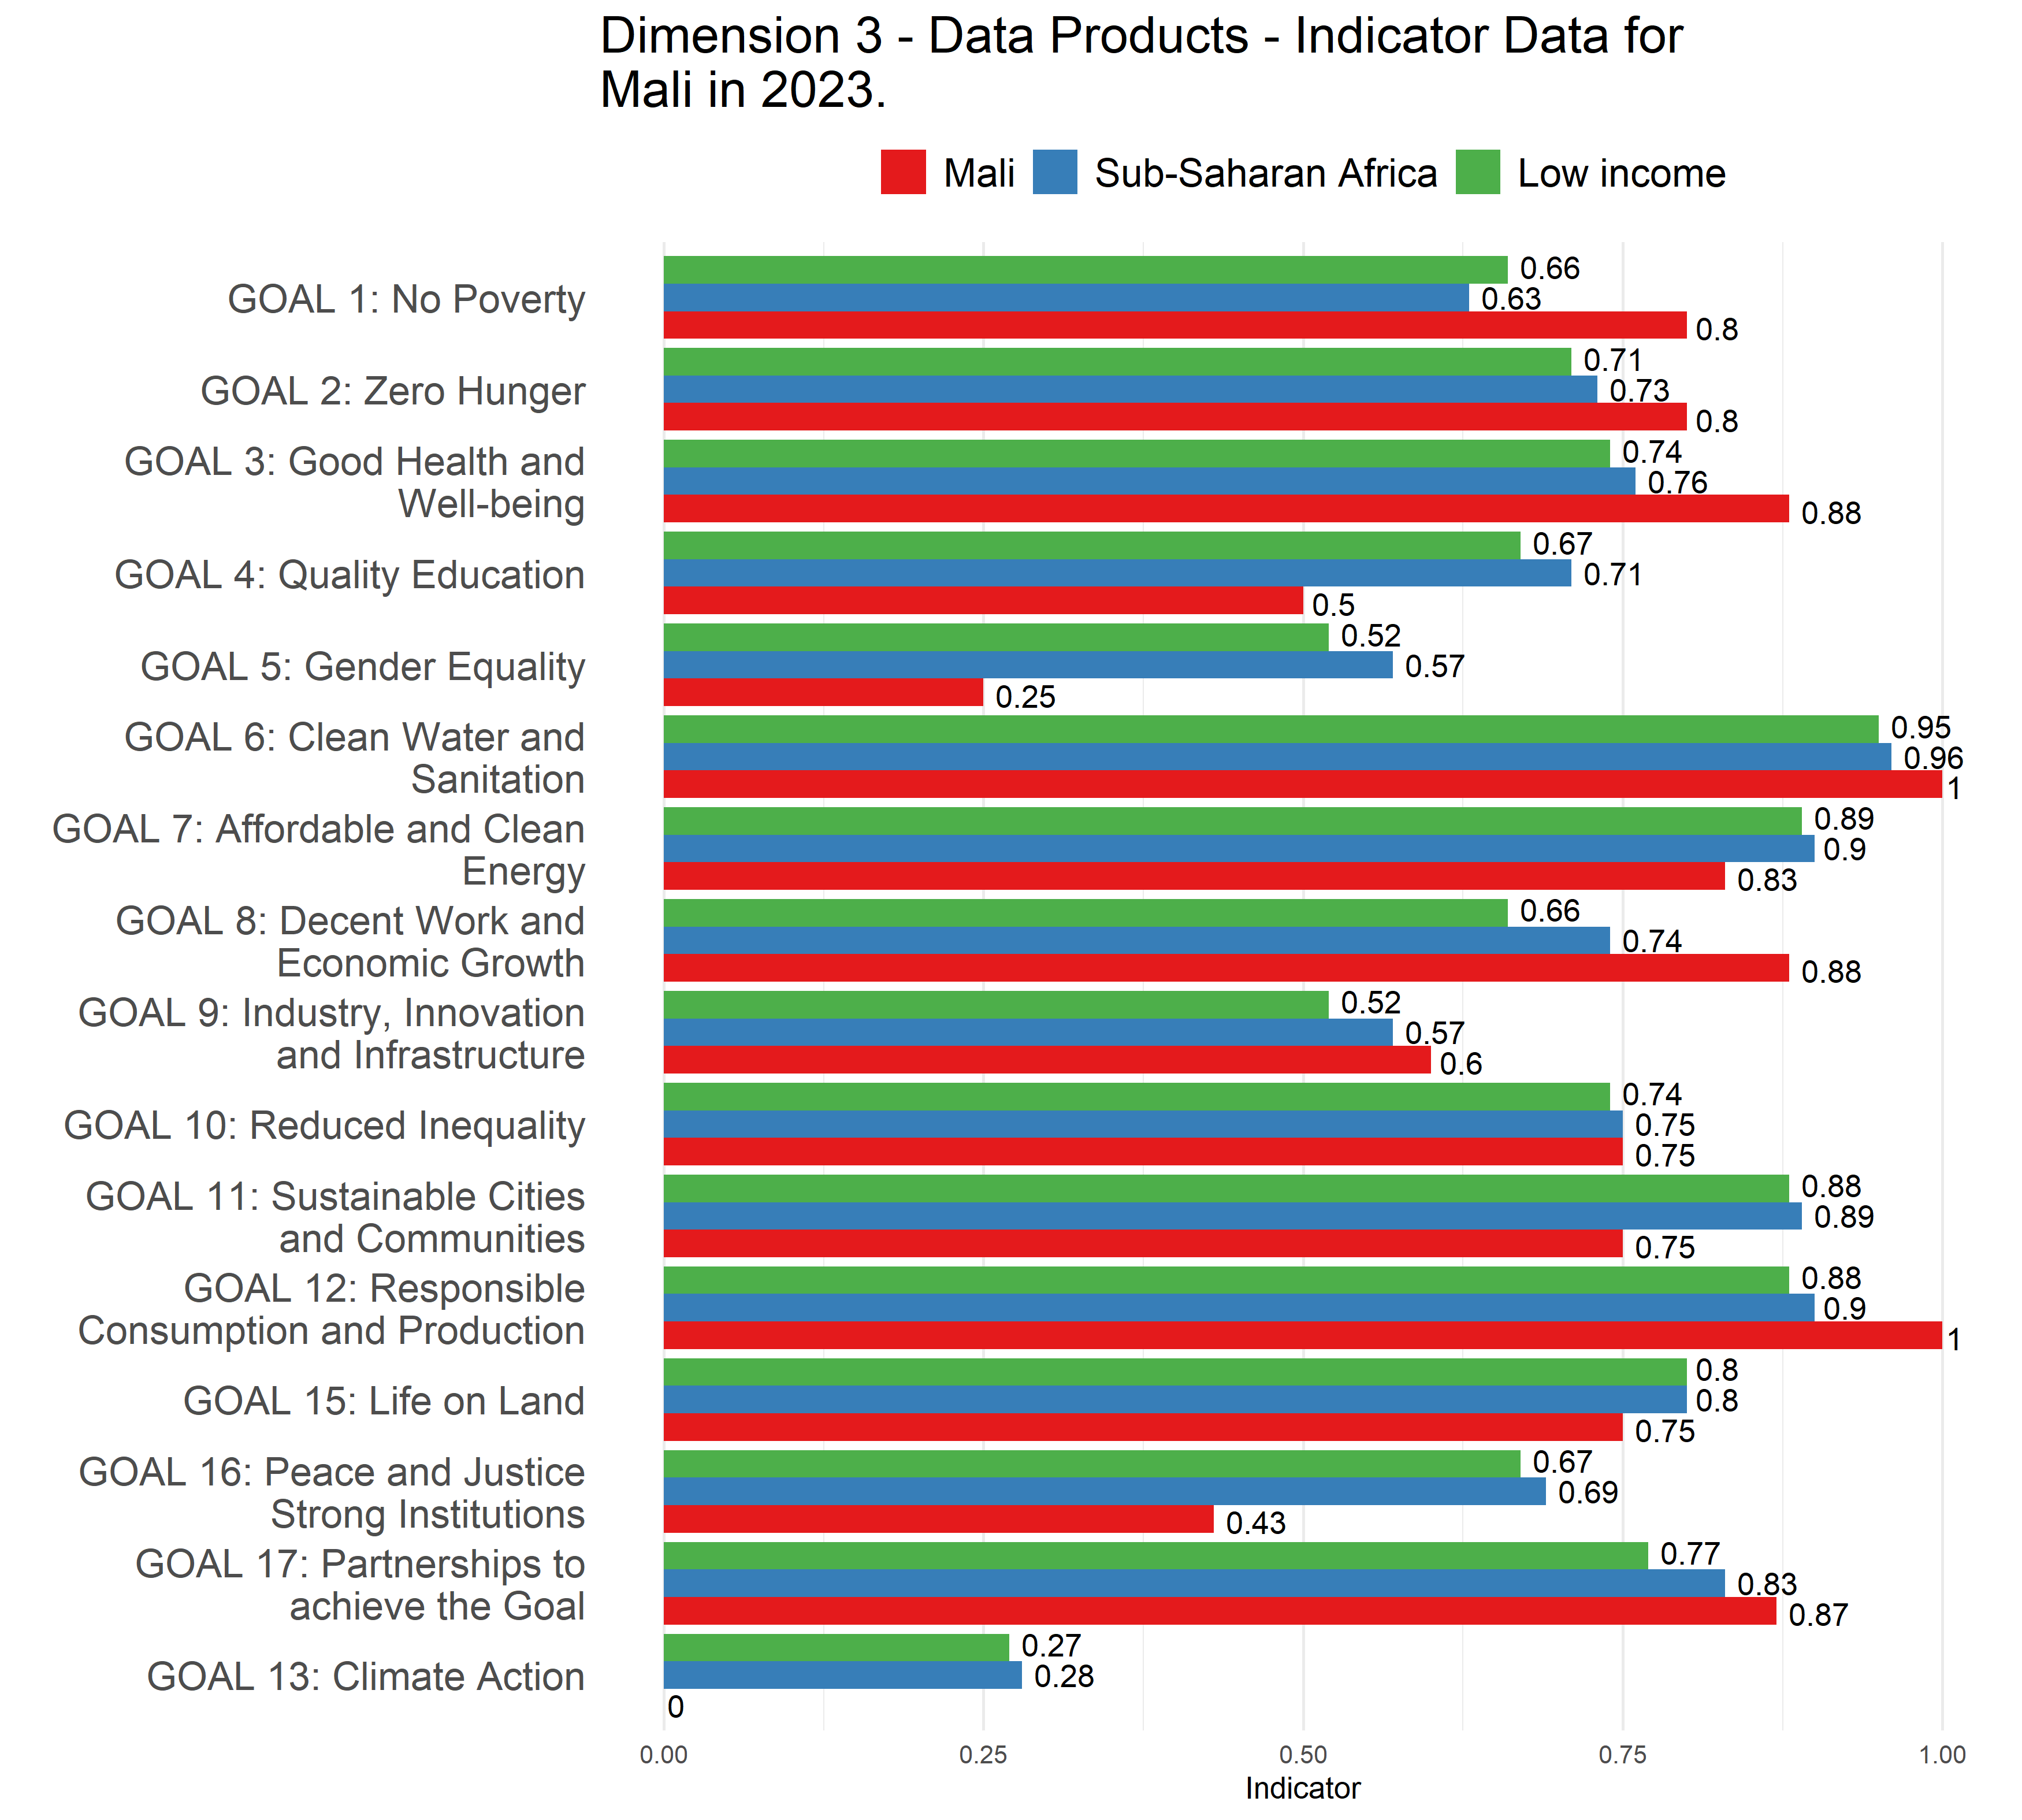 Dimension 3 - Data Products - Indicator Data for
Mali in 2023.
Mali Sub-Saharan Africa Low income
GOAL 1: No Poverty
0.66
0.63
0.8
GOAL 2: Zero Hunger
0.71
0.73
0.8
GOAL 3: Good Health and
Well-being
0.74
0.76
0.88
GOAL 4: Quality Education
0.67
0.71
0.5
GOAL 5: Gender Equality
0.52
0.57
0.25
GOAL 6: Clean Water and
Sanitation
0.95
0.96
1
GOAL 7: Affordable and Clean
Energy
0.89
0.9
0.83
GOAL 8: Decent Work and
Economic Growth
0.66
0.74
0.88
GOAL 9: Industry, Innovation
and Infrastructure
0.52
0.57
0.6
GOAL 10: Reduced Inequality
0.74
0.75
0.75
GOAL 11: Sustainable Cities
and Communities
0.88
0.89
0.75
GOAL 12: Responsible
Consumption and Production
0.88
0.9
1
GOAL 15: Life on Land
0.8
0.8
0.75
GOAL 16: Peace and Justice
Strong Institutions
0.67
0.69
0.43
GOAL 17: Partnerships to
achieve the Goal
0.77
0.83
0.87
GOAL 13: Climate Action
0.27
0.28
0
0.00 0.25 0.50 0.75 1.00
Indicator